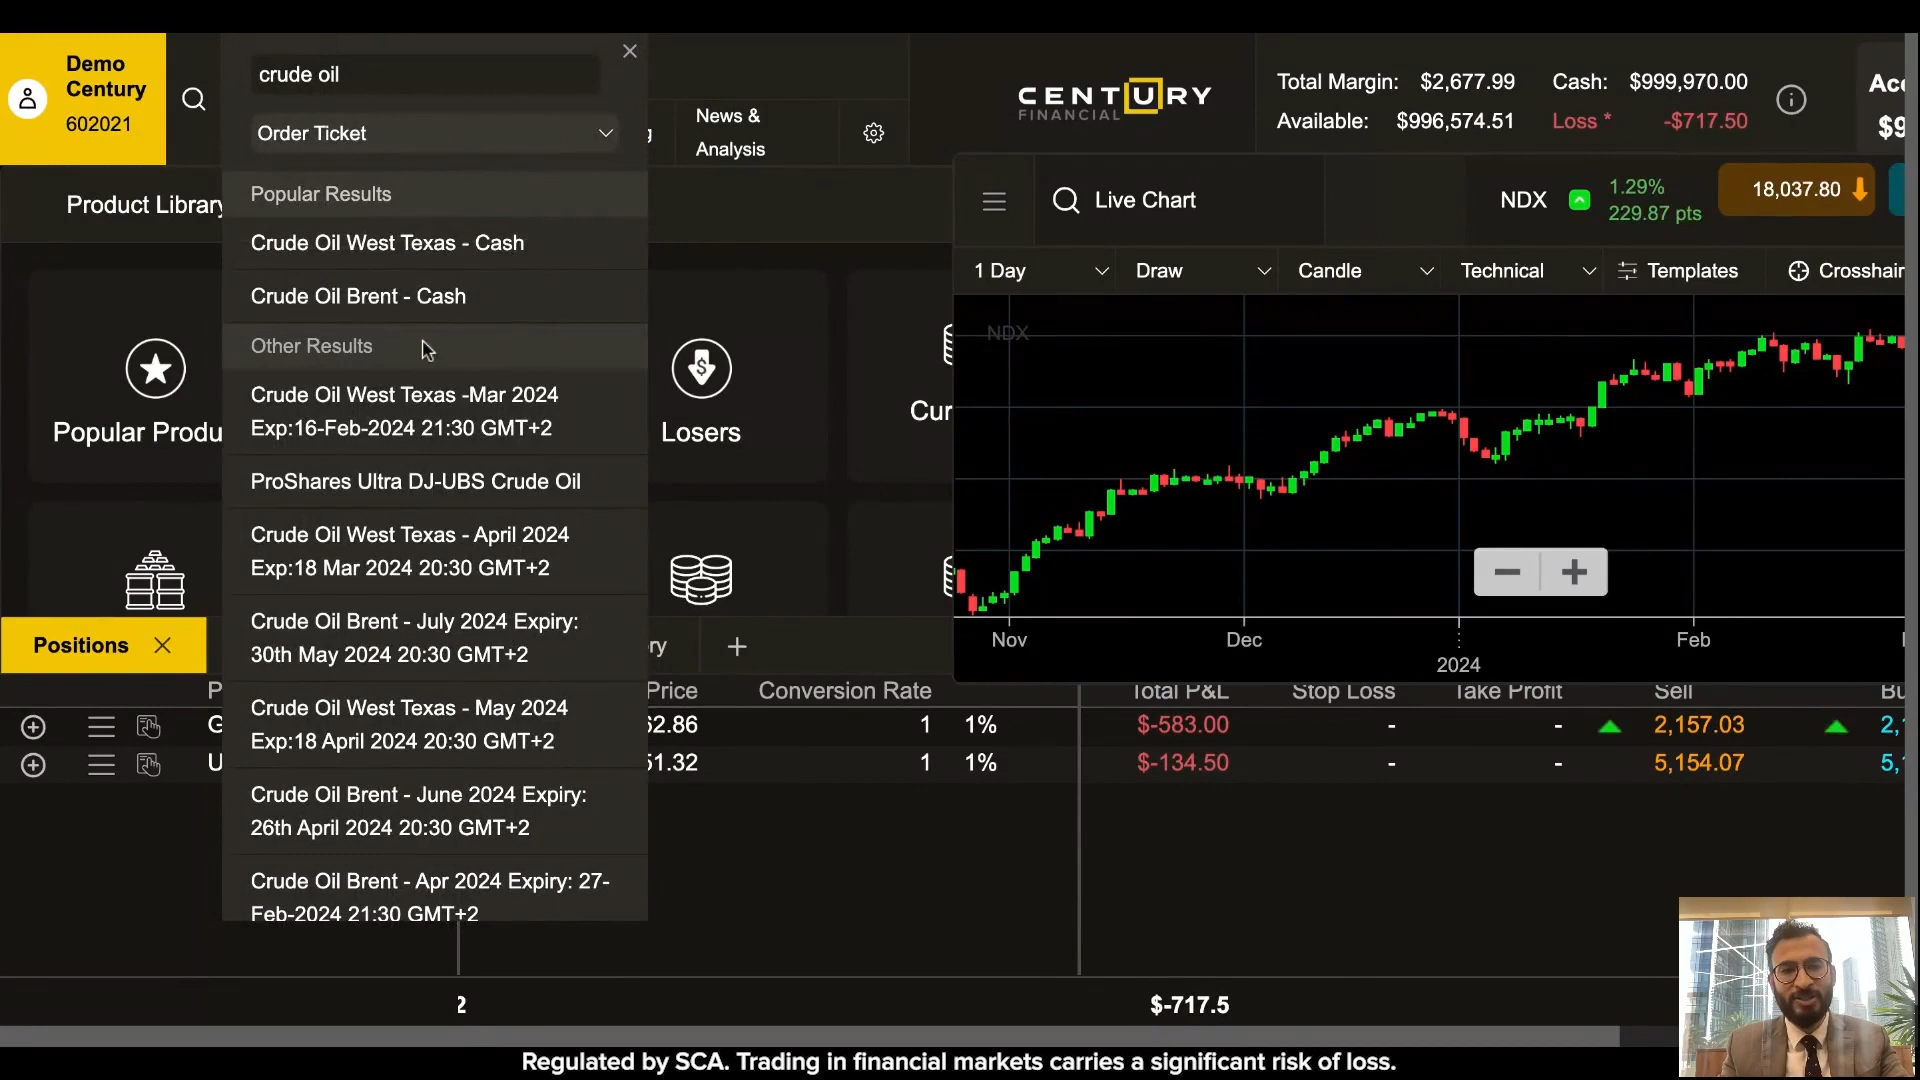 Demo
Century
602021
crude oil
Order Ticket
Popular Results
Crude Oil West Texas - Cash
Crude Oil Brent - Cash
Other Results
Crude Oil West Texas -Mar 2024
Exp:16-Feb-2024 21:30 GMT+2
ProShares Ultra DJ-UBS Crude Oil
Crude Oil West Texas - April 2024
Exp:18 Mar 2024 20:30 GMT+2
Crude Oil Brent - July 2024 Expiry:
30th May 2024 20:30 GMT+2
Crude Oil West Texas - May 2024
Exp:18 April 2024 20:30 GMT+2
Crude Oil Brent - June 2024 Expiry:
26th April 2024 20:30 GMT+2
Crude Oil Brent - Apr 2024 Expiry: 27-
Feb-2024 21:30 GMT+2
News &
Analysis
CENTURY
FINANCIAL
Total Margin: $2,677.99 Cash: $999,970.00
Available: $996,574.51 Loss * -$717.50
Acc
$9
Product Library
Live Chart
NDX
1.29%
229.87 pts
18,037.80
1 Day Draw Candle Technical Templates Crosshair
NDX
Popular Produ
Losers
Cur
Nov Dec Feb
2024
Positions
ry
P Price Conversion Rate Total P&L Stop Loss Take Profit Sell Bu
G 62.86 1 1% $-583.00 - - 2,157.03 2,
U 51.32 1 1% $-134.50 - - 5,154.07 5,
2 $-717.5
Regulated by SCA. Trading in financial markets carries a significant risk of loss.